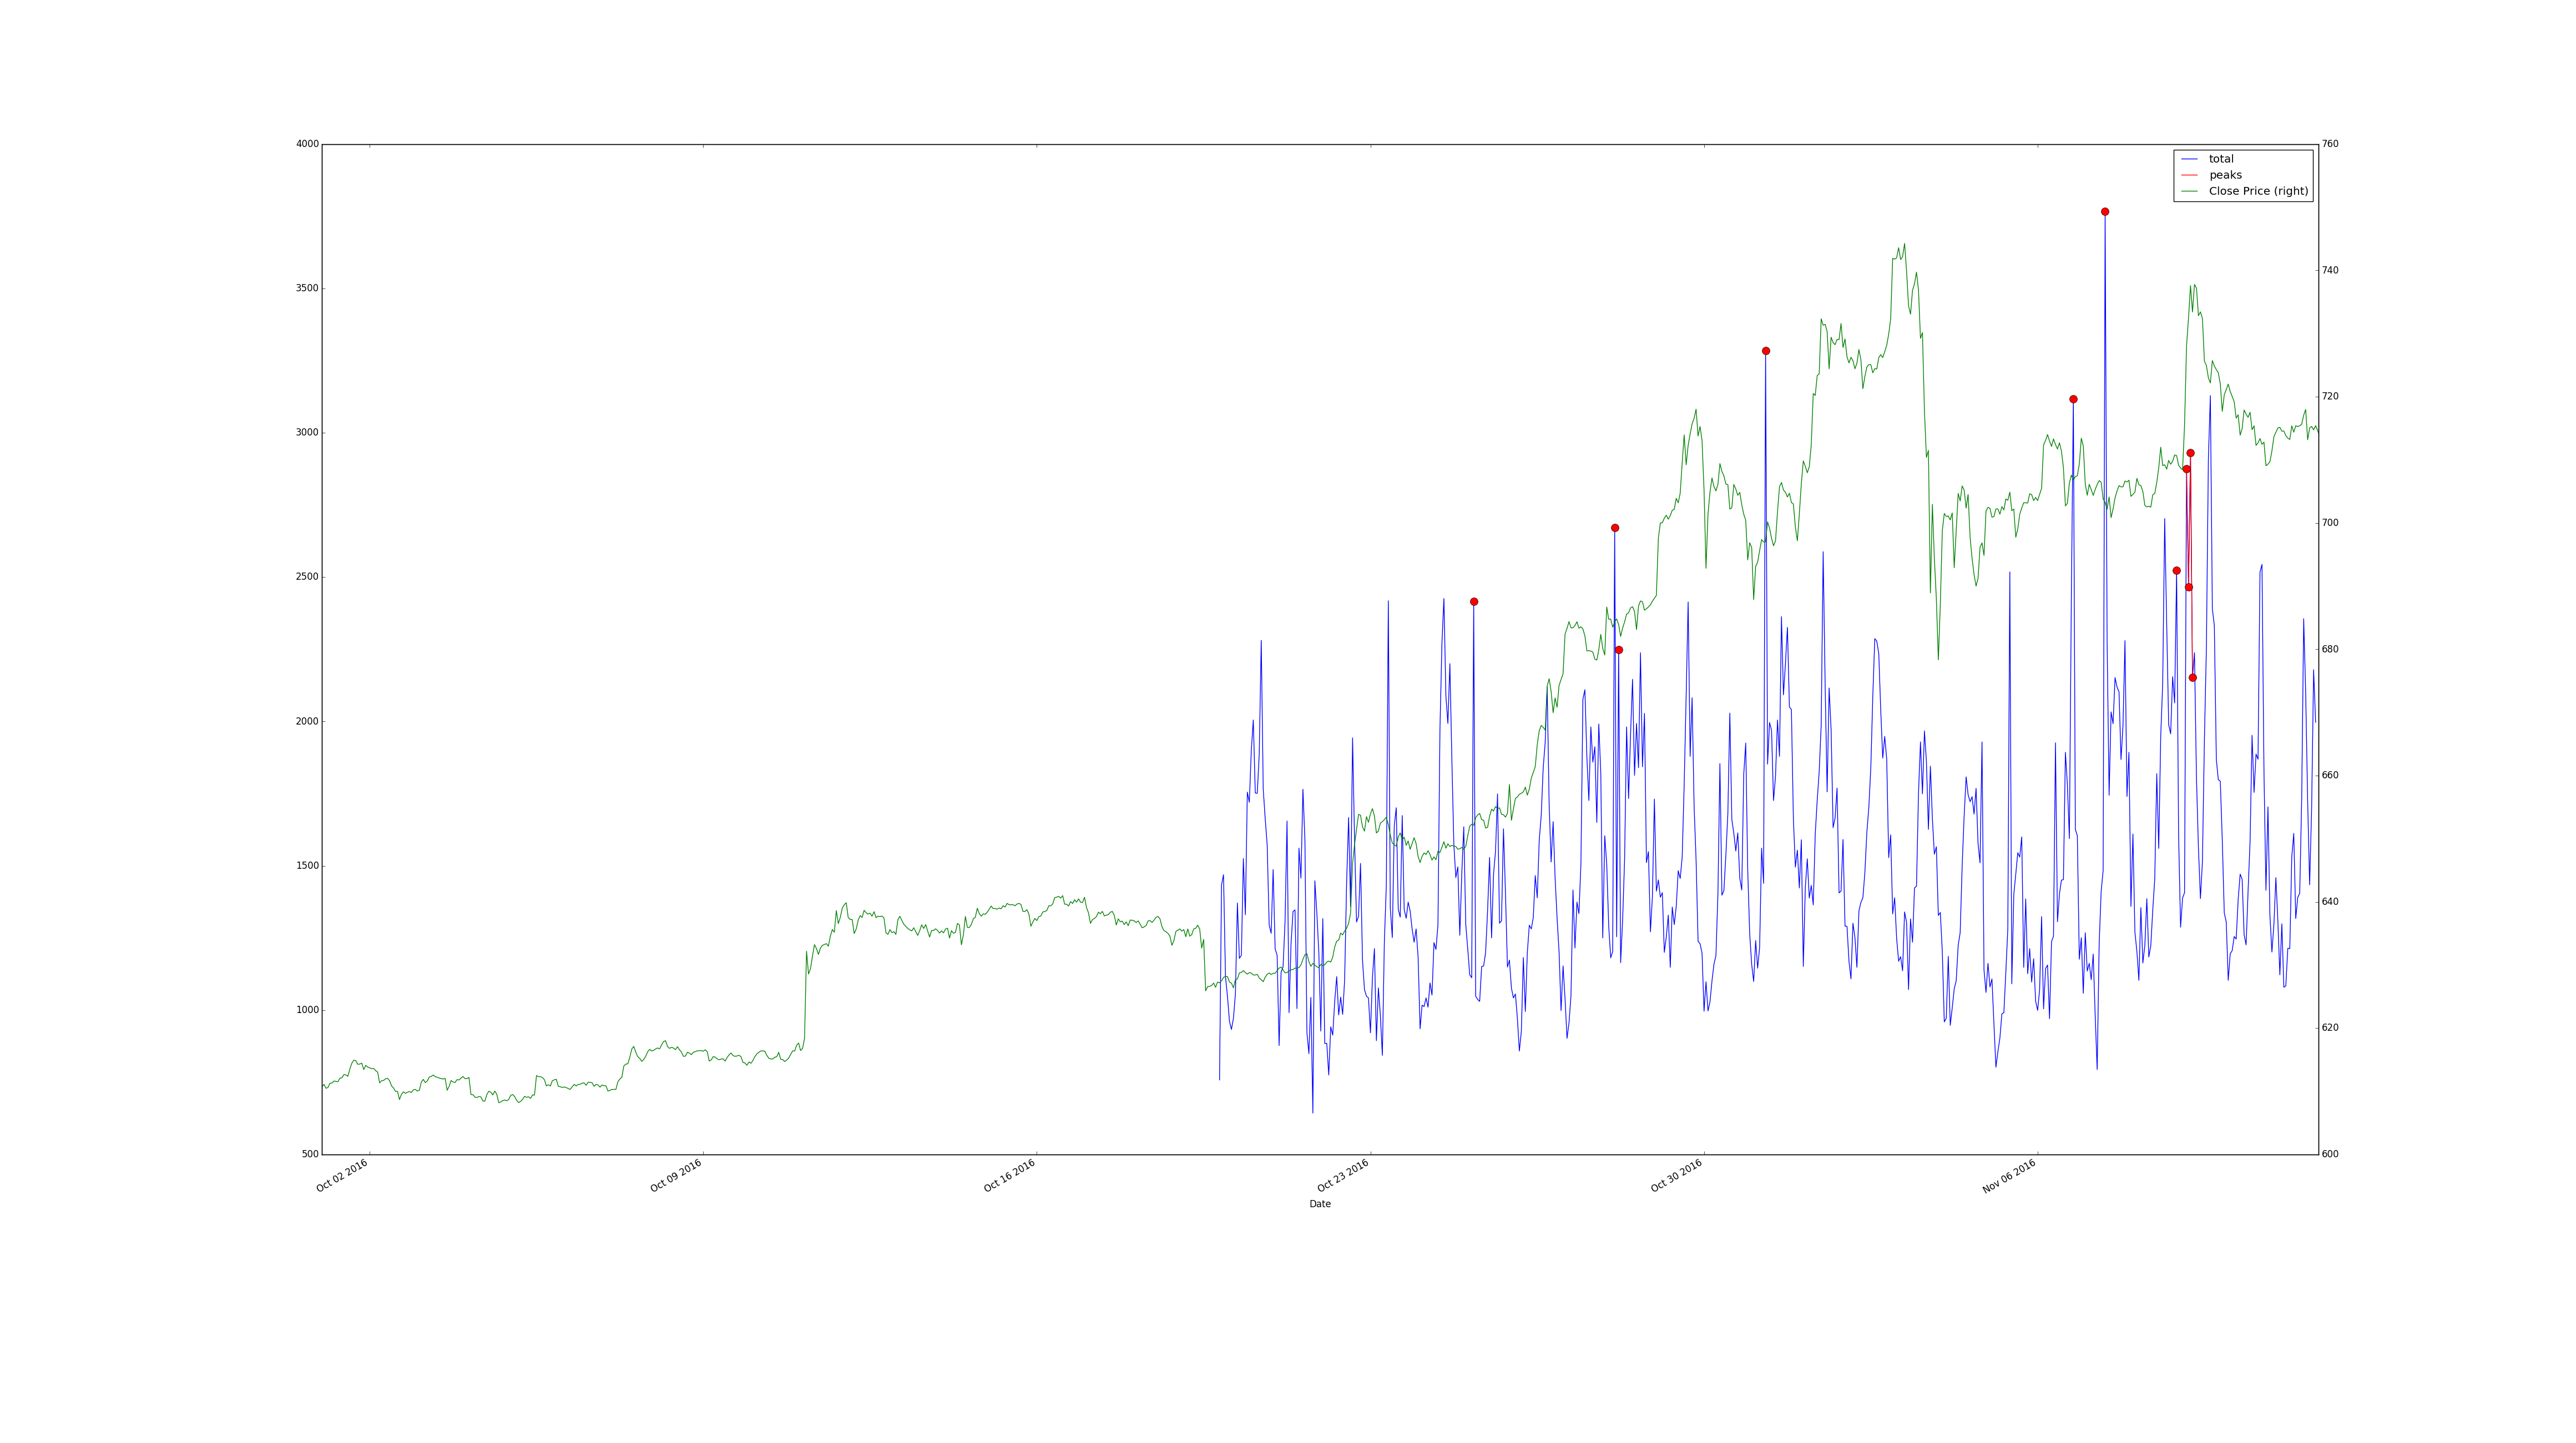 4000
3500
3000
2500
2000
1500
1000
500
760
740
720
700
680
660
640
620
600
total
peaks
Close Price (right)
Oct 02 2016
Oct 09 2016
Oct 16 2016
Oct 23 2016
Oct 30 2016
Nov 06 2016
Date